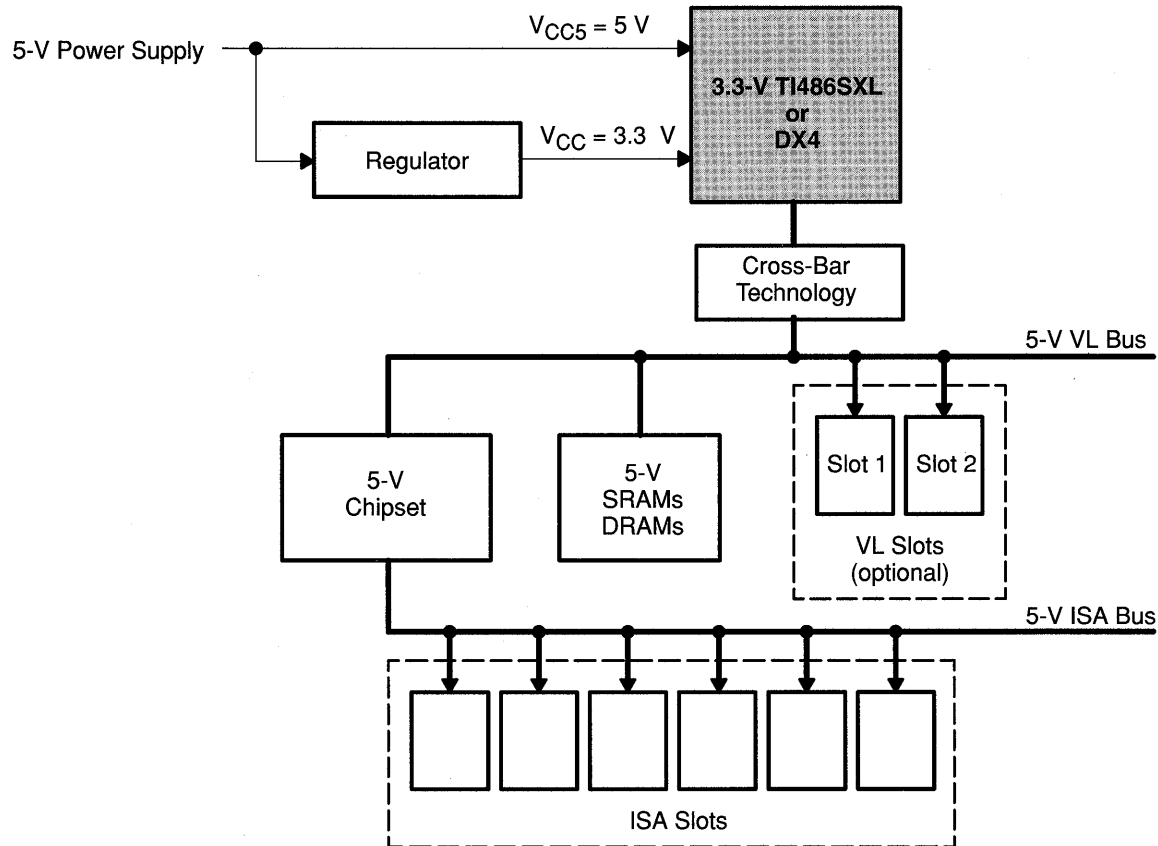 V_CC5 = 5 V
5-V Power Supply
3.3-V TI486SXL
or
DX4
V_CC = 3.3 V
Regulator
Cross-Bar
Technology
5-V VL Bus
5-V
Chipset
5-V
SRAMs
DRAMs
Slot 1
Slot 2
VL Slots
(optional)
5-V ISA Bus
ISA Slots